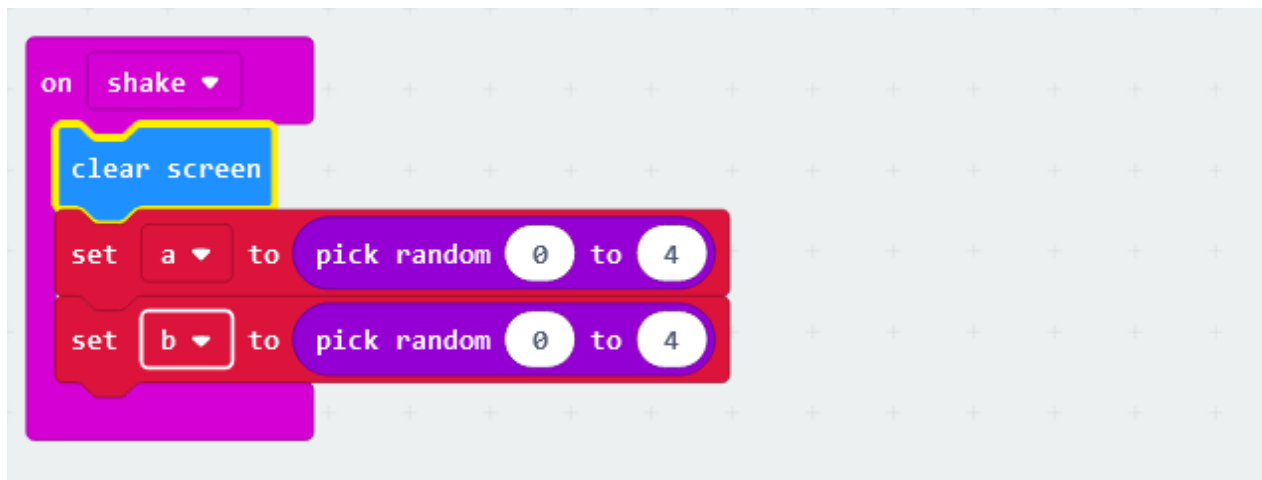 on shake
clear screen
set a to pick random 0 to 4
set b to pick random 0 to 4